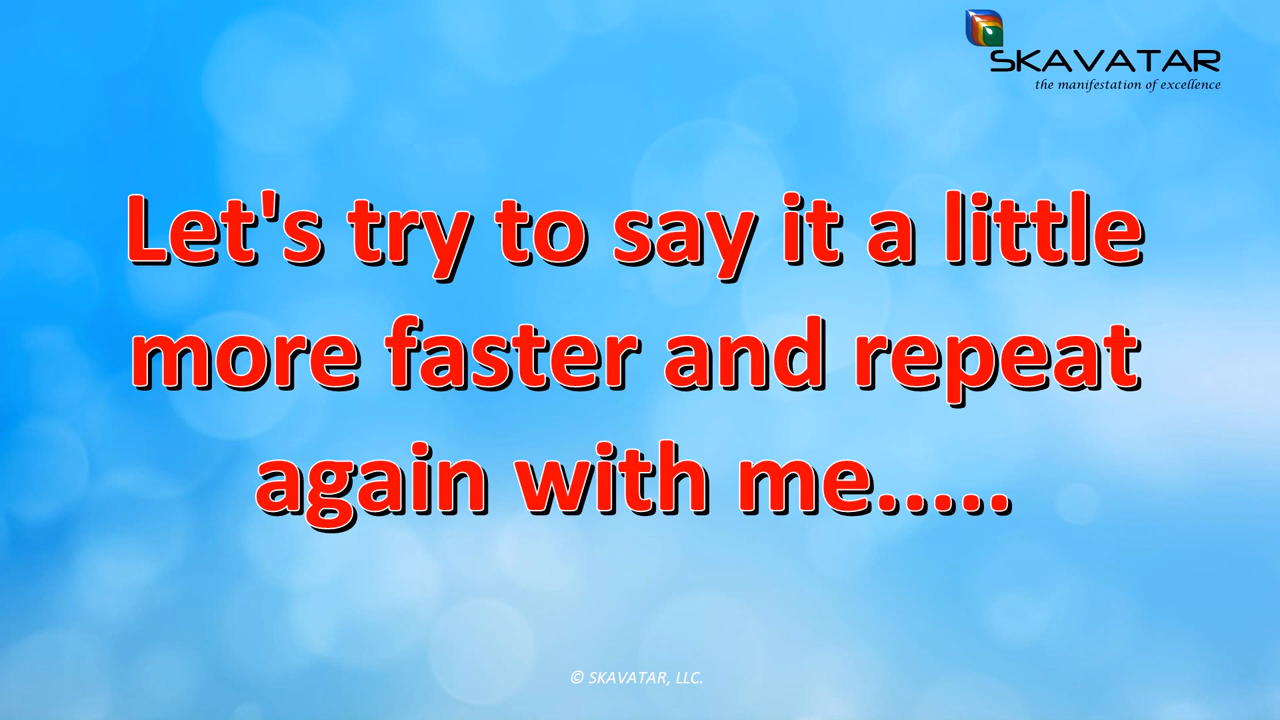 SKAVATAR
the manifestation of excellence
Let's try to say it a little
more faster and repeat
again with me.....
© SKAVATAR, LLC.